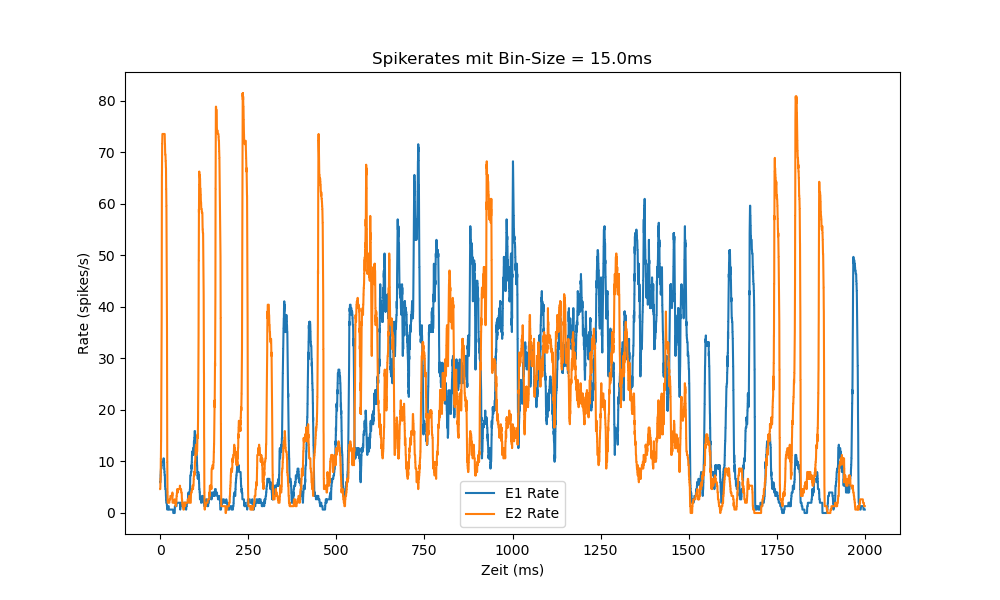 Spikerates mit Bin-Size = 15.0ms
80
70
60
50
40
30
20
10
0
Rate (spikes/s)
E1 Rate
E2 Rate
0 250 500 750 1000 1250 1500 1750 2000
Zeit (ms)